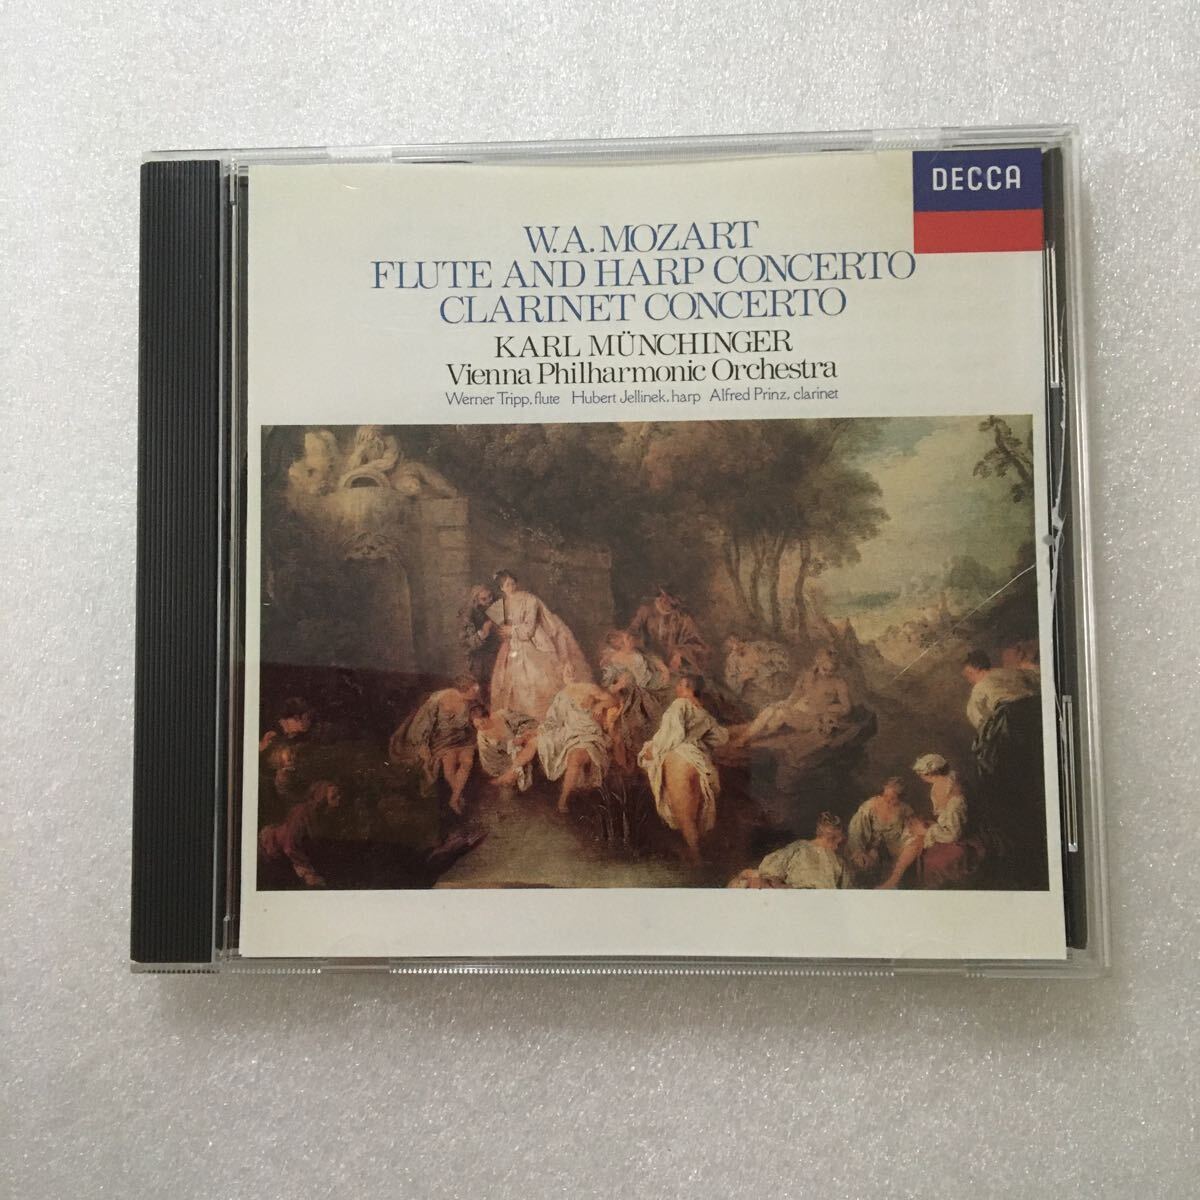 DECCA
W.A. MOZART
FLUTE AND HARP CONCERTO
CLARINET CONCERTO
KARL MÜNCHINGER
Vienna Philharmonic Orchestra
Werner Tripp, flute Hubert Jellinek, harp Alfred Prinz, clarinet